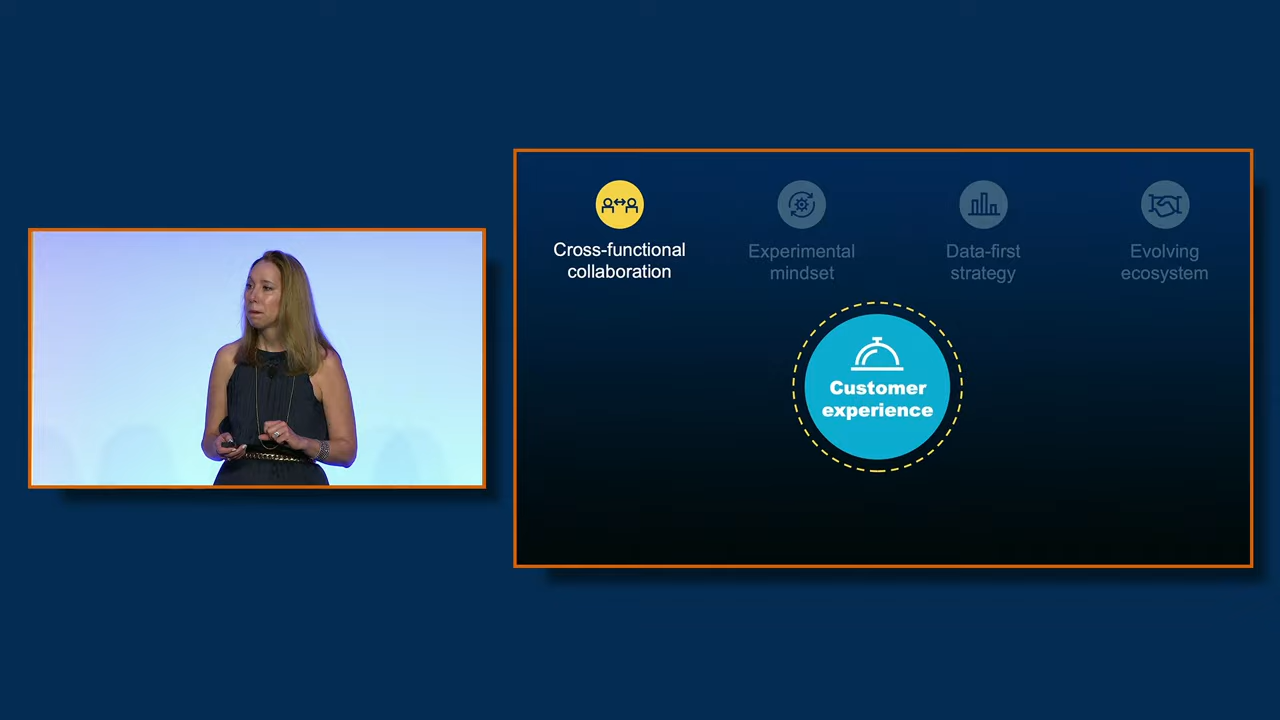 Cross-functional
collaboration
Experimental
mindset
Data-first
strategy
Evolving
ecosystem
Customer
experience